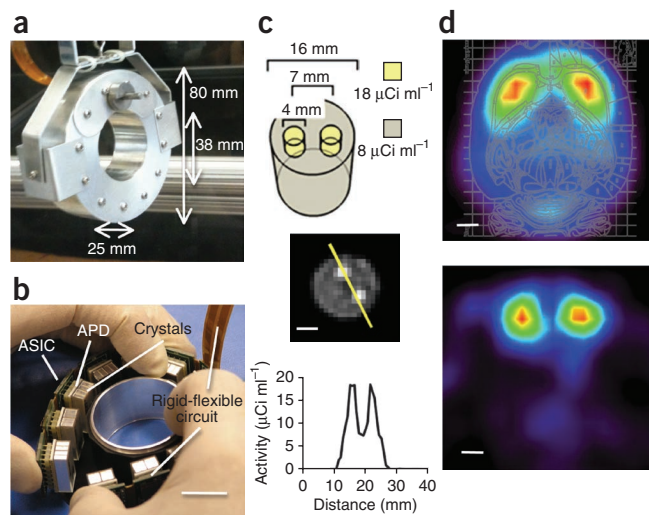 a
80 mm
38 mm
25 mm
b
ASIC
APD
Crystals
Rigid-flexible
circuit
c
16 mm
7 mm
4 mm
18 μCi ml⁻¹
8 μCi ml⁻¹
Activity (μCi ml⁻¹)
20
15
10
5
0
0 10 20 30 40
Distance (mm)
d